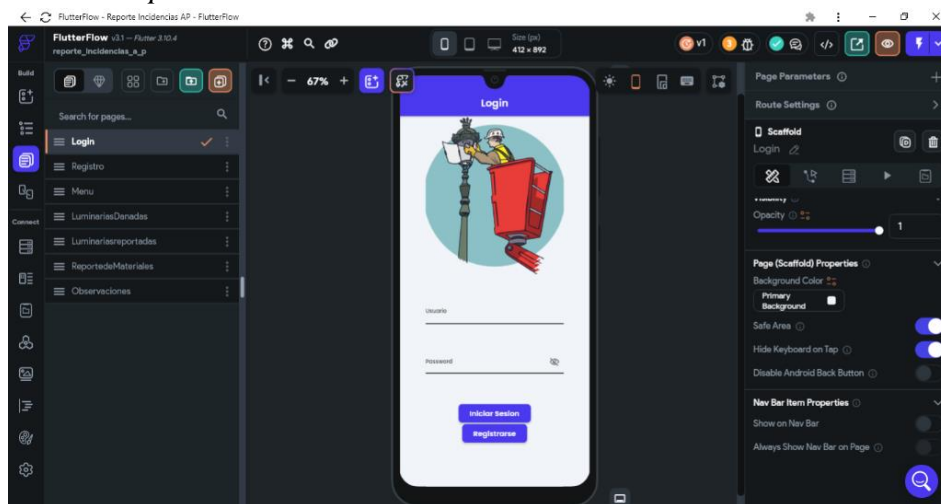 FlutterFlow - Reporte Incidencias AP - FlutterFlow
FlutterFlow v3.1 – Flutter 3.10.4
reporte_incidencias_a_p
Size (px)
412 × 892
v1
Build
67%
Page Parameters
Search for pages...
Route Settings
Login
Registro
Menu
LuminariasDanadas
Luminariasreportadas
ReportedeMateriales
Observaciones
Connect
Login
Usuario
Password
Iniciar Sesion
Registrarse
Scaffold
Login
Visibility
Opacity
1
Page (Scaffold) Properties
Background Color
Primary
Background
Safe Area
Hide Keyboard on Tap
Disable Android Back Button
Nav Bar Item Properties
Show on Nav Bar
Always Show Nav Bar on Page